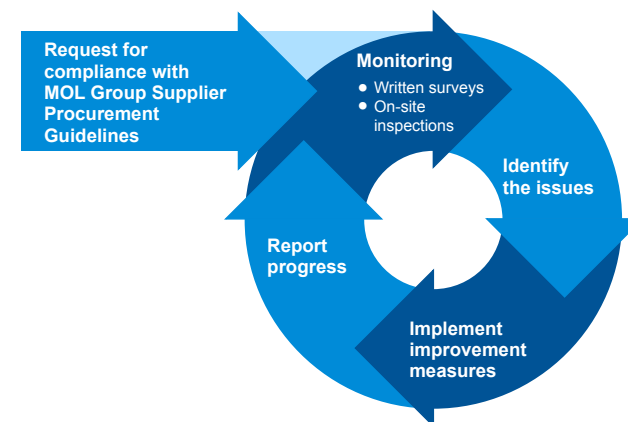 Request for
compliance with
MOL Group Supplier
Procurement
Guidelines
Monitoring
● Written surveys
● On-site
inspections
Identify
the issues
Implement
improvement
measures
Report
progress